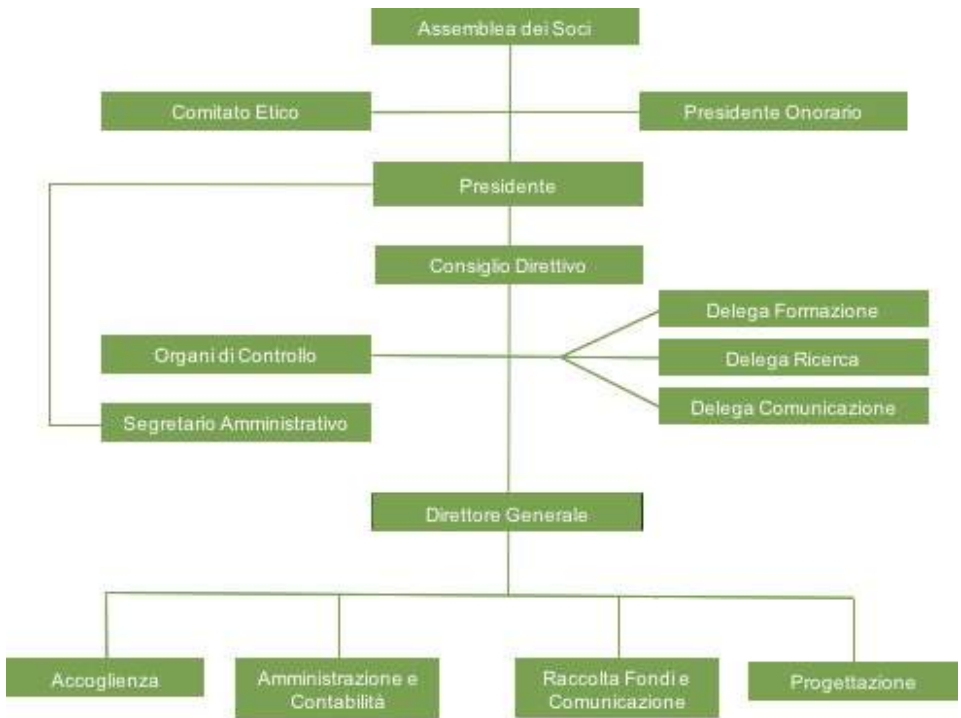 Assemblea dei Soci
Comitato Etico
Presidente Onorario
Presidente
Consiglio Direttivo
Delega Formazione
Organi di Controllo
Delega Ricerca
Delega Comunicazione
Segretario Amministrativo
Direttore Generale
Accoglienza
Amministrazione e
Contabilità
Raccolta Fondi e
Comunicazione
Progettazione